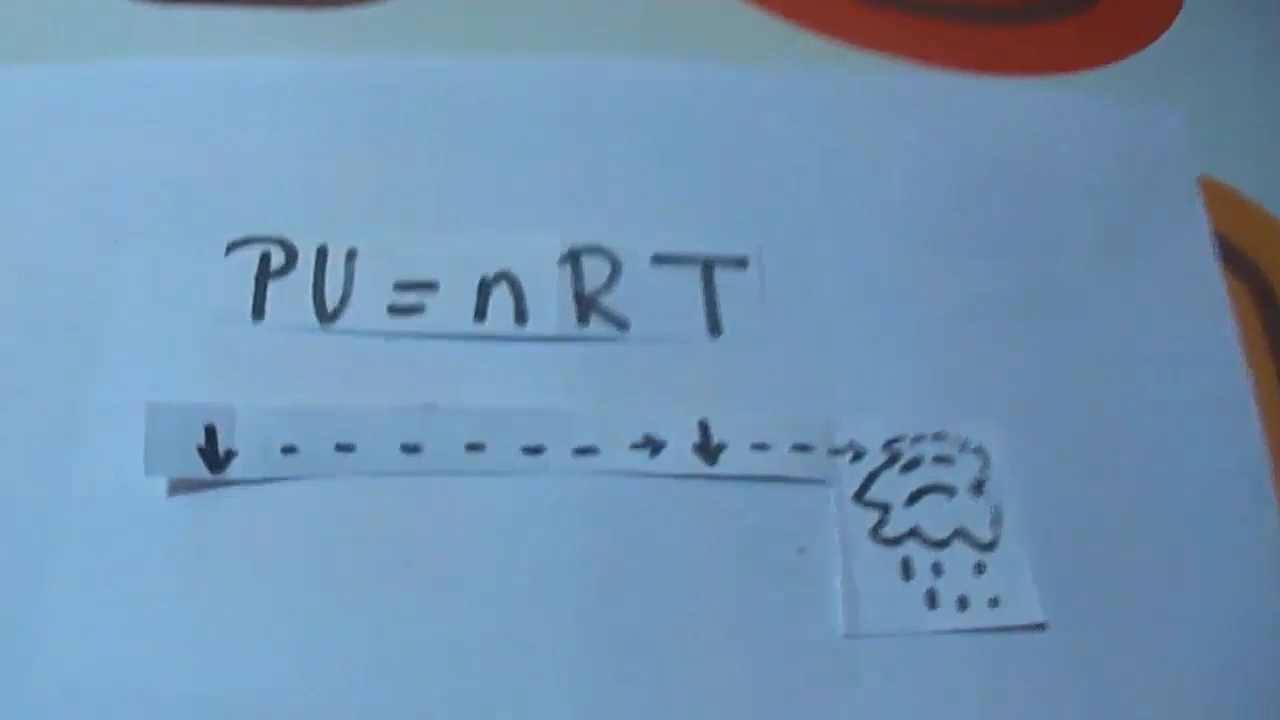 PV = nRT